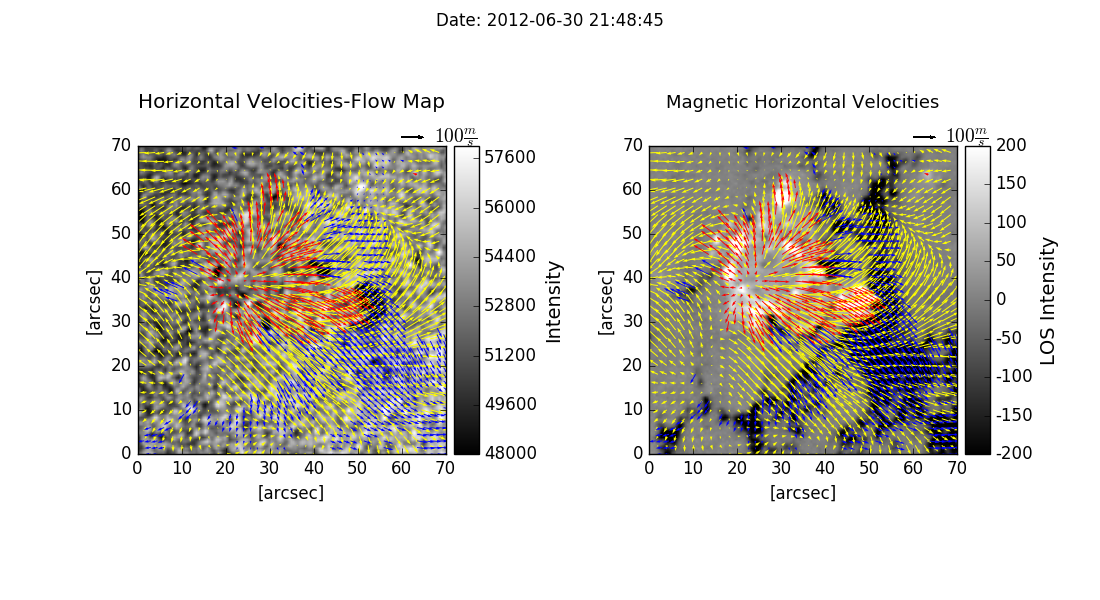 Date: 2012-06-30 21:48:45
Horizontal Velocities-Flow Map
100 m/s
70
60
50
40
30
20
10
0
[arcsec]
0 10 20 30 40 50 60 70
[arcsec]
57600
56000
54400
52800
51200
49600
48000
Intensity
Magnetic Horizontal Velocities
100 m/s
70
60
50
40
30
20
10
0
[arcsec]
0 10 20 30 40 50 60 70
[arcsec]
200
150
100
50
0
-50
-100
-150
-200
LOS Intensity